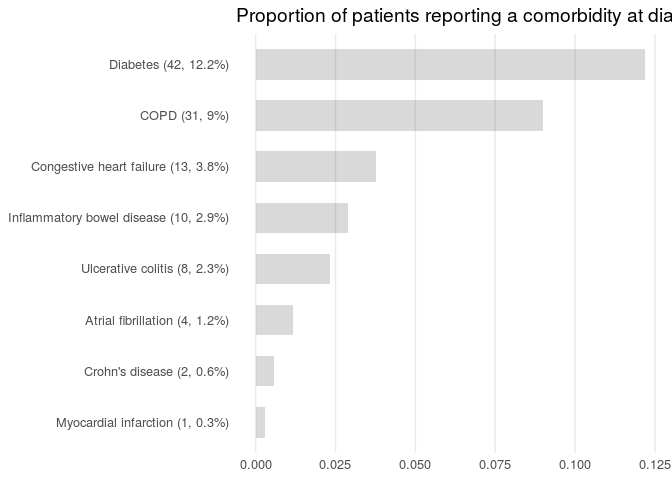 Proportion of patients reporting a comorbidity at dia
Diabetes (42, 12.2%)
COPD (31, 9%)
Congestive heart failure (13, 3.8%)
Inflammatory bowel disease (10, 2.9%)
Ulcerative colitis (8, 2.3%)
Atrial fibrillation (4, 1.2%)
Crohn's disease (2, 0.6%)
Myocardial infarction (1, 0.3%)
0.000 0.025 0.050 0.075 0.100 0.125